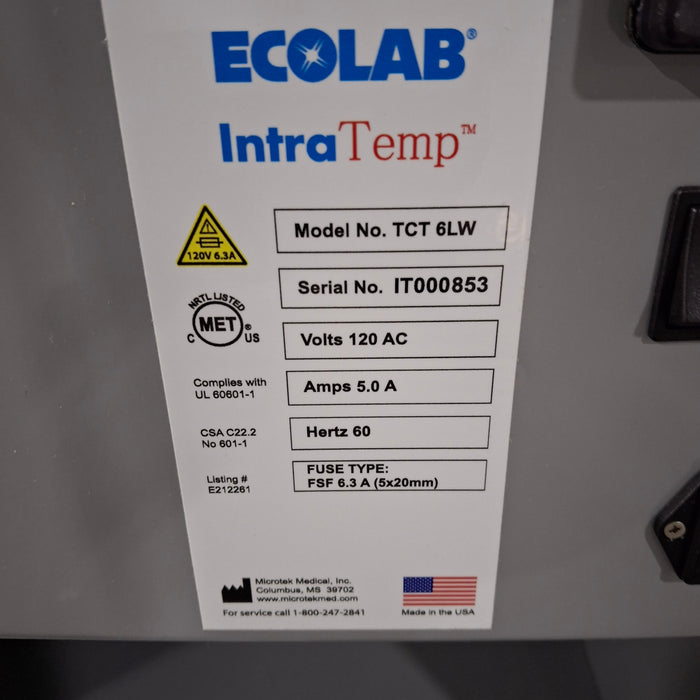 ECOLAB®
IntraTemp™
120V 6.3A
Model No. TCT 6LW
Serial No. IT000853
NRTL LISTED
C MET® US
Volts 120 AC
Complies with
UL 60601-1
Amps 5.0 A
CSA C22.2
No 601-1
Hertz 60
Listing #
E212261
FUSE TYPE:
FSF 6.3 A (5x20mm)
Microtek Medical, Inc.
Columbus, MS 39702
www.microtekmed.com
For service call 1-800-247-2841
Made in the USA